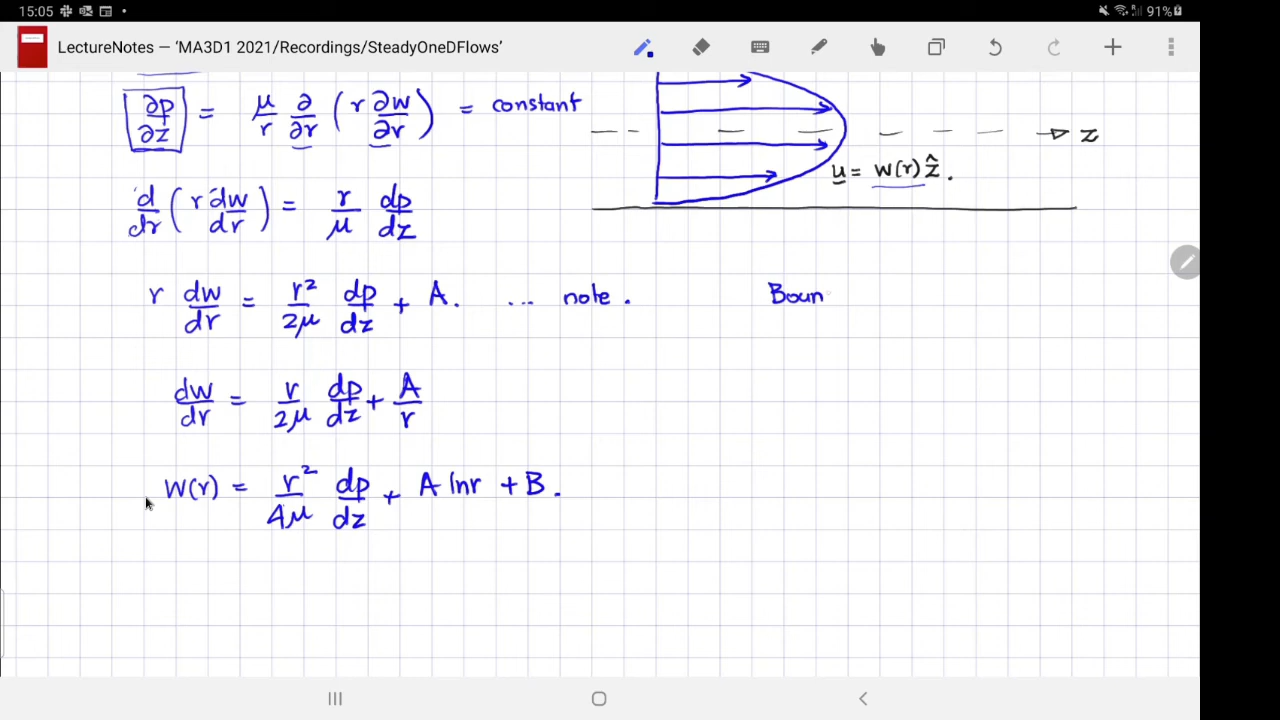 15:05 91%
LectureNotes — ‘MA3D1 2021/Recordings/SteadyOneDFlows’
∂p/∂z = μ/r ∂/∂r (r ∂w/∂r) = constant
z
u = w(r) ẑ.
d/dr (r dw/dr) = r/μ dp/dz
r dw/dr = r²/2μ dp/dz + A. ... note. Boun
dw/dr = r/2μ dp/dz + A/r
w(r) = r²/4μ dp/dz + A lnr + B.